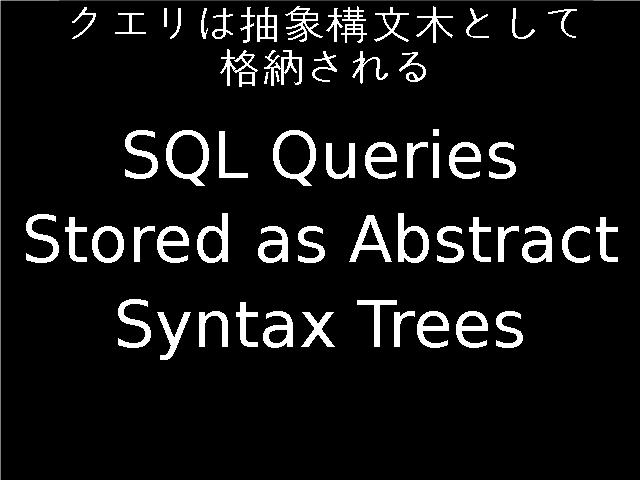 クエリは抽象構文木として
格納される
SQL Queries
Stored as Abstract
Syntax Trees